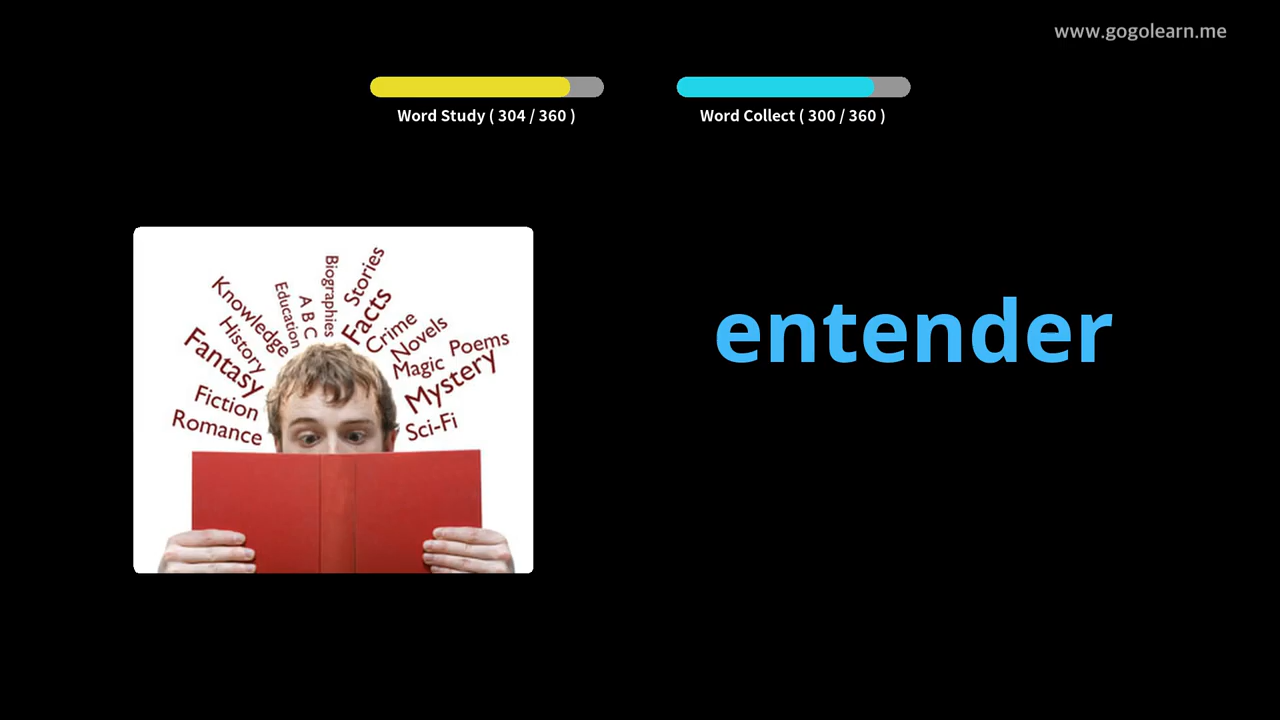 www.gogolearn.me
Word Study ( 304 / 360 )
Word Collect ( 300 / 360 )
Knowledge
Education
A B C
Biographies
Stories
Facts
Crime
Novels
Poems
History
Fantasy
Magic
Mystery
Fiction
Romance
Sci-Fi
entender